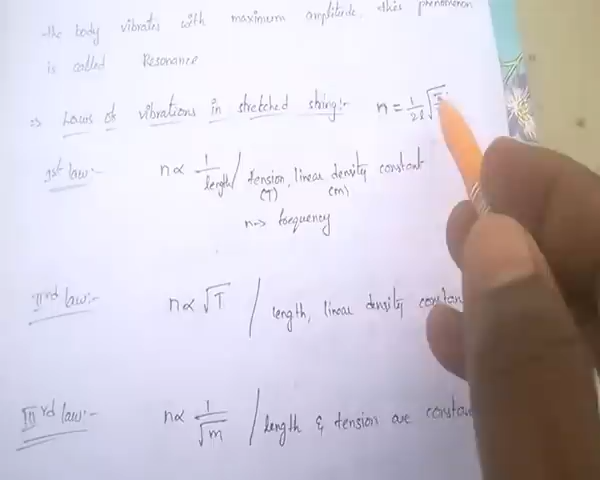 the body vibrates with maximum amplitude, this phenomenon
is called Resonance
=> Laws of vibrations in stretched string:- n = 1/2l √
Ist law:- n ∝ 1/length / tension, linear density constant
(T) (m)
n-> frequency
IInd law:- n ∝ √T / length, linear density constan
IIIrd law:- n ∝ 1/√m / length & tension are constan